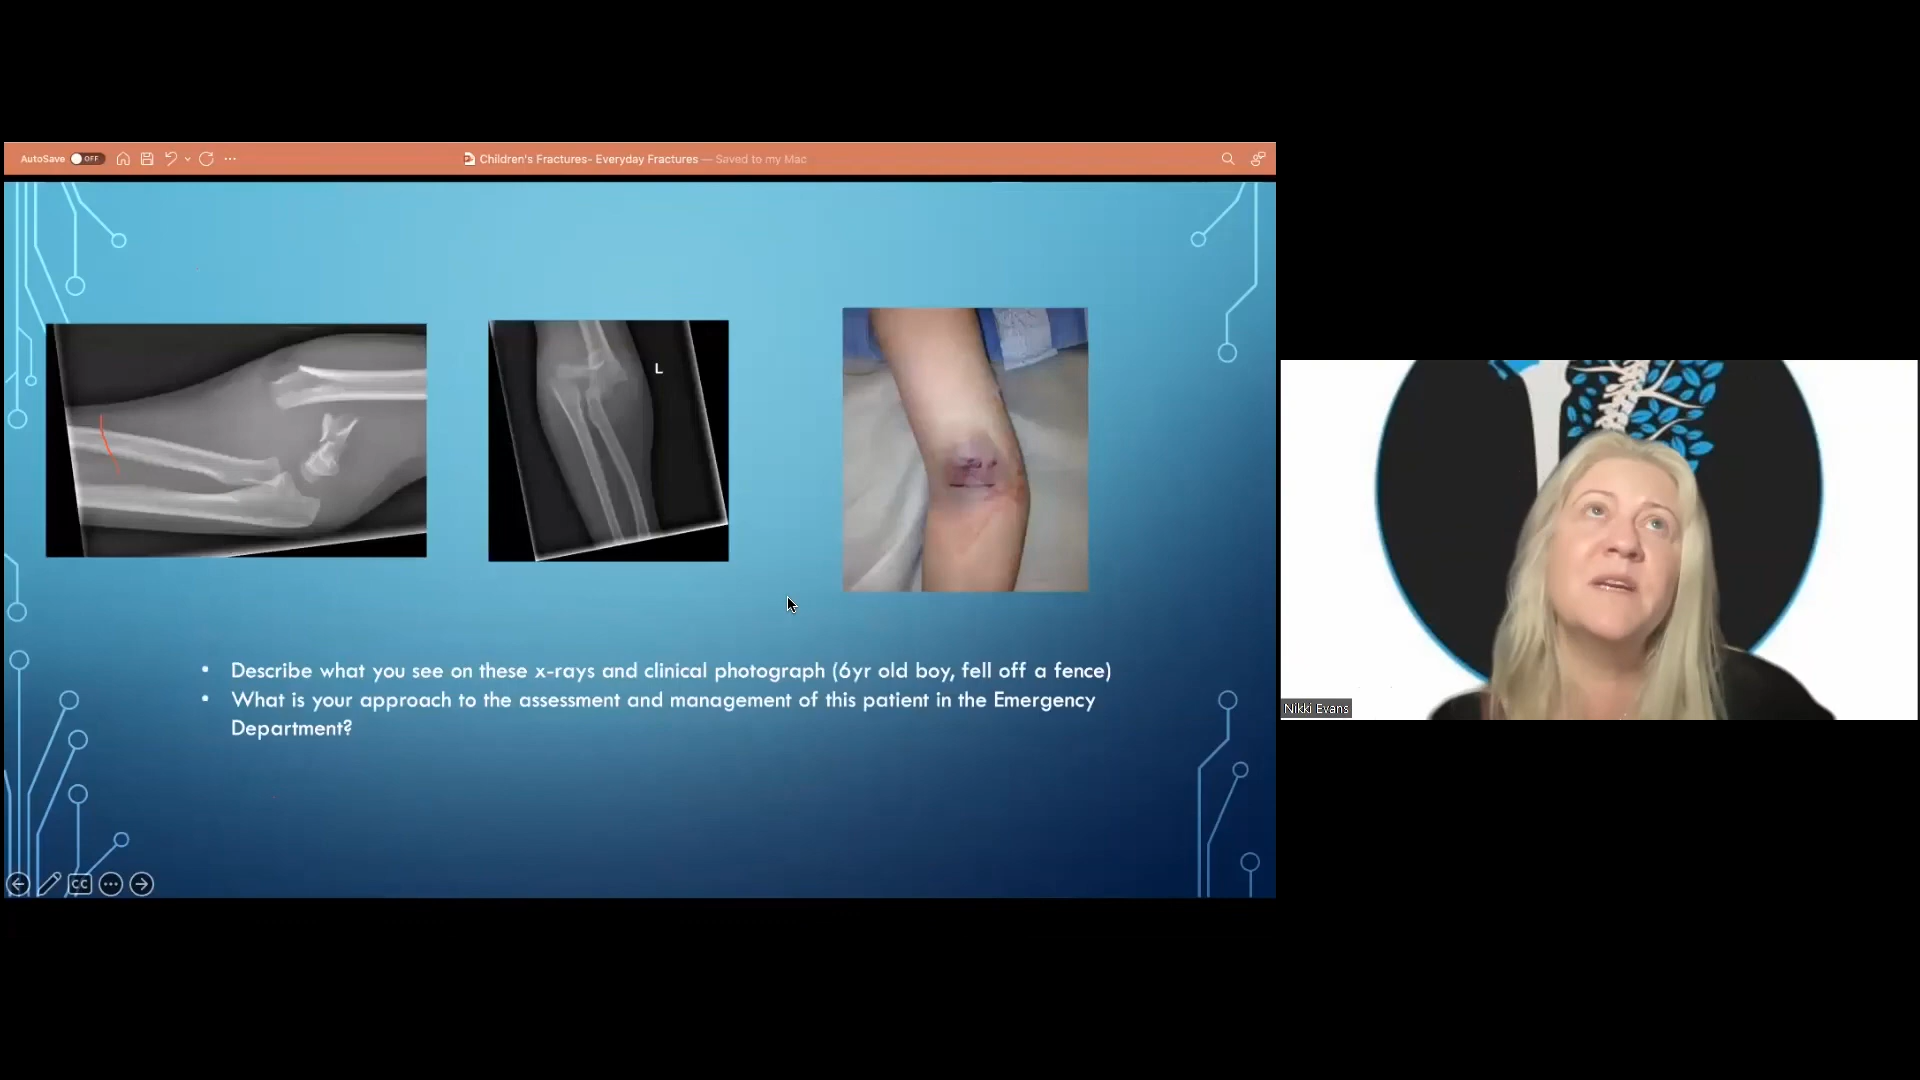 AutoSave OFF
Children's Fractures- Everyday Fractures — Saved to my Mac
L
• Describe what you see on these x-rays and clinical photograph (6yr old boy, fell off a fence)
• What is your approach to the assessment and management of this patient in the Emergency
Department?
CC
Nikki Evans